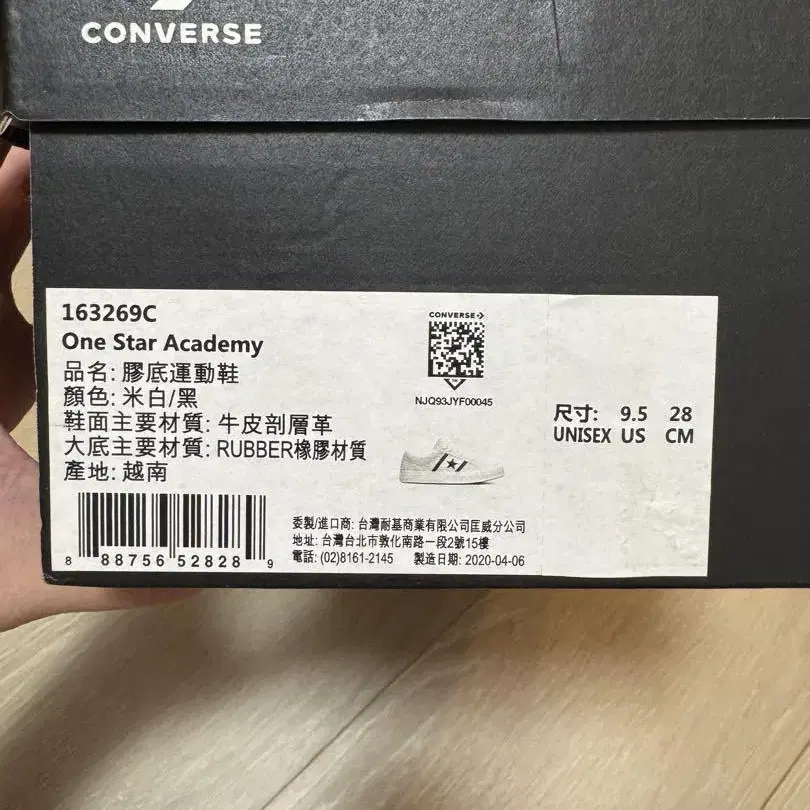 CONVERSE
163269C
One Star Academy
品名: 膠底運動鞋
顏色: 米白/黑
鞋面主要材質: 牛皮剖層革
大底主要材質: RUBBER橡膠材質
產地: 越南
8 88756 52828 9
CONVERSE
NJQ93JYF00045
委製/進口商: 台灣耐基商業有限公司匡威分公司
地址: 台灣台北市敦化南路一段2號15樓
電話: (02)8161-2145 製造日期: 2020-04-06
尺寸: 9.5 28
UNISEX US CM